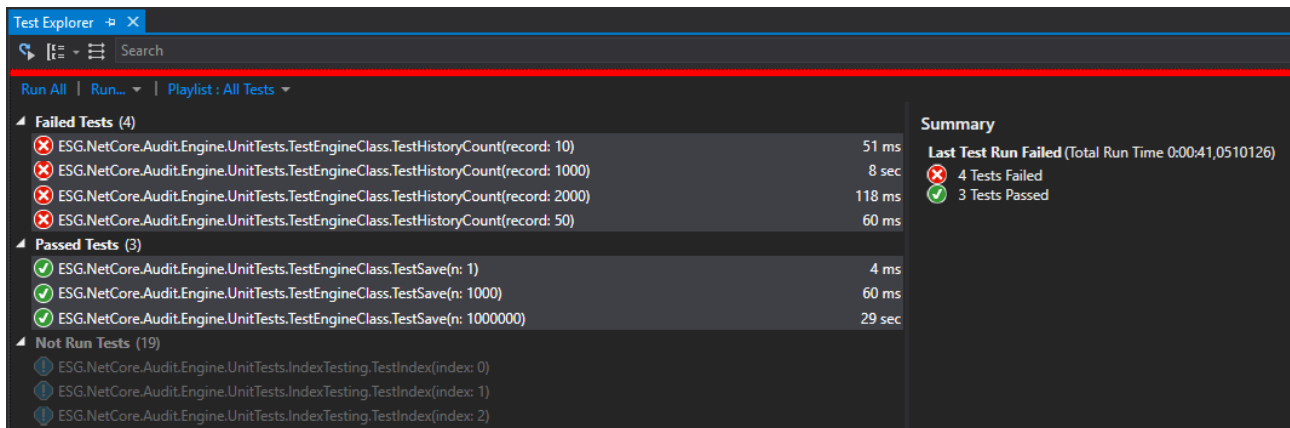 Test Explorer
Search
Run All | Run... | Playlist : All Tests
Failed Tests (4)
ESG.NetCore.Audit.Engine.UnitTests.TestEngineClass.TestHistoryCount(record: 10) 51 ms
ESG.NetCore.Audit.Engine.UnitTests.TestEngineClass.TestHistoryCount(record: 1000) 8 sec
ESG.NetCore.Audit.Engine.UnitTests.TestEngineClass.TestHistoryCount(record: 2000) 118 ms
ESG.NetCore.Audit.Engine.UnitTests.TestEngineClass.TestHistoryCount(record: 50) 60 ms
Passed Tests (3)
ESG.NetCore.Audit.Engine.UnitTests.TestEngineClass.TestSave(n: 1) 4 ms
ESG.NetCore.Audit.Engine.UnitTests.TestEngineClass.TestSave(n: 1000) 60 ms
ESG.NetCore.Audit.Engine.UnitTests.TestEngineClass.TestSave(n: 1000000) 29 sec
Not Run Tests (19)
ESG.NetCore.Audit.Engine.UnitTests.IndexTesting.TestIndex(index: 0)
ESG.NetCore.Audit.Engine.UnitTests.IndexTesting.TestIndex(index: 1)
ESG.NetCore.Audit.Engine.UnitTests.IndexTesting.TestIndex(index: 2)
Summary
Last Test Run Failed (Total Run Time 0:00:41,0510126)
4 Tests Failed
3 Tests Passed